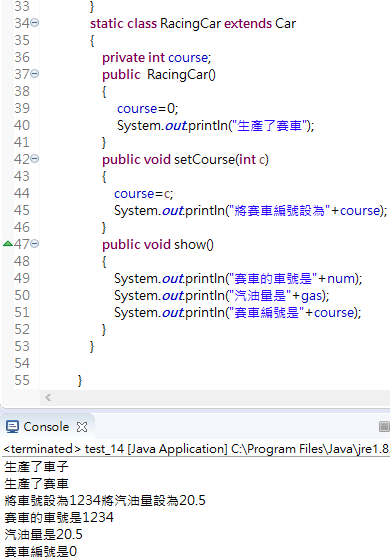 33 }
34 static class RacingCar extends Car
35 {
36 private int course;
37 public RacingCar()
38 {
39 course=0;
40 System.out.println("生產了賽車");
41 }
42 public void setCourse(int c)
43 {
44 course=c;
45 System.out.println("將賽車編號設為"+course);
46 }
47 public void show()
48 {
49 System.out.println("賽車的車號是"+num);
50 System.out.println("汽油量是"+gas);
51 System.out.println("賽車編號是"+course);
52 }
53 }
54
55 }
Console
<terminated> test_14 [Java Application] C:\Program Files\Java\jre1.8.
生產了車子
生產了賽車
將車號設為1234將汽油量設為20.5
賽車的車號是1234
汽油量是20.5
賽車編號是0